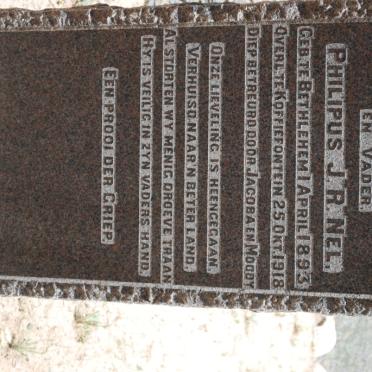 EN VADER
PHILIPUS J.R. NEL
GEB. TE BETHLEHEM 1 APRIL 1893
OVERL. TE KOFFIEFONTEIN 25 OKT. 1918
DIEP BETREURD DOOR JACOBA EN MOOR.
ONZE LIEVELING IS HEENGEGAAN
VERHUISD NAAR N BETER LAND,
AL STORTEN WY MENIG DROEVE TRAAN
HY IS VEILIG IN ZYN VADERS HAND.
EEN PROOI DER GRIEP.